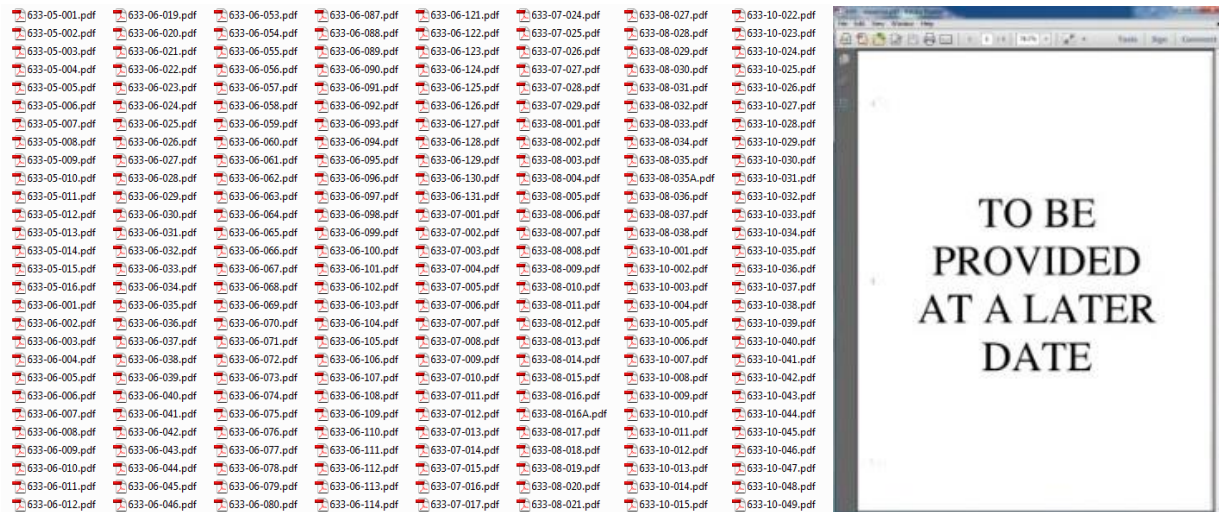 633-05-001.pdf
633-05-002.pdf
633-05-003.pdf
633-05-004.pdf
633-05-005.pdf
633-05-006.pdf
633-05-007.pdf
633-05-008.pdf
633-05-009.pdf
633-05-010.pdf
633-05-011.pdf
633-05-012.pdf
633-05-013.pdf
633-05-014.pdf
633-05-015.pdf
633-05-016.pdf
633-06-001.pdf
633-06-002.pdf
633-06-003.pdf
633-06-004.pdf
633-06-005.pdf
633-06-006.pdf
633-06-007.pdf
633-06-008.pdf
633-06-009.pdf
633-06-010.pdf
633-06-011.pdf
633-06-012.pdf
633-06-019.pdf
633-06-020.pdf
633-06-021.pdf
633-06-022.pdf
633-06-023.pdf
633-06-024.pdf
633-06-025.pdf
633-06-026.pdf
633-06-027.pdf
633-06-028.pdf
633-06-029.pdf
633-06-030.pdf
633-06-031.pdf
633-06-032.pdf
633-06-033.pdf
633-06-034.pdf
633-06-035.pdf
633-06-036.pdf
633-06-037.pdf
633-06-038.pdf
633-06-039.pdf
633-06-040.pdf
633-06-041.pdf
633-06-042.pdf
633-06-043.pdf
633-06-044.pdf
633-06-045.pdf
633-06-046.pdf
633-06-053.pdf
633-06-054.pdf
633-06-055.pdf
633-06-056.pdf
633-06-057.pdf
633-06-058.pdf
633-06-059.pdf
633-06-060.pdf
633-06-061.pdf
633-06-062.pdf
633-06-063.pdf
633-06-064.pdf
633-06-065.pdf
633-06-066.pdf
633-06-067.pdf
633-06-068.pdf
633-06-069.pdf
633-06-070.pdf
633-06-071.pdf
633-06-072.pdf
633-06-073.pdf
633-06-074.pdf
633-06-075.pdf
633-06-076.pdf
633-06-077.pdf
633-06-078.pdf
633-06-079.pdf
633-06-080.pdf
633-06-087.pdf
633-06-088.pdf
633-06-089.pdf
633-06-090.pdf
633-06-091.pdf
633-06-092.pdf
633-06-093.pdf
633-06-094.pdf
633-06-095.pdf
633-06-096.pdf
633-06-097.pdf
633-06-098.pdf
633-06-099.pdf
633-06-100.pdf
633-06-101.pdf
633-06-102.pdf
633-06-103.pdf
633-06-104.pdf
633-06-105.pdf
633-06-106.pdf
633-06-107.pdf
633-06-108.pdf
633-06-109.pdf
633-06-110.pdf
633-06-111.pdf
633-06-112.pdf
633-06-113.pdf
633-06-114.pdf
633-06-121.pdf
633-06-122.pdf
633-06-123.pdf
633-06-124.pdf
633-06-125.pdf
633-06-126.pdf
633-06-127.pdf
633-06-128.pdf
633-06-129.pdf
633-06-130.pdf
633-06-131.pdf
633-07-001.pdf
633-07-002.pdf
633-07-003.pdf
633-07-004.pdf
633-07-005.pdf
633-07-006.pdf
633-07-007.pdf
633-07-008.pdf
633-07-009.pdf
633-07-010.pdf
633-07-011.pdf
633-07-012.pdf
633-07-013.pdf
633-07-014.pdf
633-07-015.pdf
633-07-016.pdf
633-07-017.pdf
633-07-024.pdf
633-07-025.pdf
633-07-026.pdf
633-07-027.pdf
633-07-028.pdf
633-07-029.pdf
633-08-001.pdf
633-08-002.pdf
633-08-003.pdf
633-08-004.pdf
633-08-005.pdf
633-08-006.pdf
633-08-007.pdf
633-08-008.pdf
633-08-009.pdf
633-08-010.pdf
633-08-011.pdf
633-08-012.pdf
633-08-013.pdf
633-08-014.pdf
633-08-015.pdf
633-08-016.pdf
633-08-016A.pdf
633-08-017.pdf
633-08-018.pdf
633-08-019.pdf
633-08-020.pdf
633-08-021.pdf
633-08-027.pdf
633-08-028.pdf
633-08-029.pdf
633-08-030.pdf
633-08-031.pdf
633-08-032.pdf
633-08-033.pdf
633-08-034.pdf
633-08-035.pdf
633-08-035A.pdf
633-08-036.pdf
633-08-037.pdf
633-08-038.pdf
633-10-001.pdf
633-10-002.pdf
633-10-003.pdf
633-10-004.pdf
633-10-005.pdf
633-10-006.pdf
633-10-007.pdf
633-10-008.pdf
633-10-009.pdf
633-10-010.pdf
633-10-011.pdf
633-10-012.pdf
633-10-013.pdf
633-10-014.pdf
633-10-015.pdf
633-10-022.pdf
633-10-023.pdf
633-10-024.pdf
633-10-025.pdf
633-10-026.pdf
633-10-027.pdf
633-10-028.pdf
633-10-029.pdf
633-10-030.pdf
633-10-031.pdf
633-10-032.pdf
633-10-033.pdf
633-10-034.pdf
633-10-035.pdf
633-10-036.pdf
633-10-037.pdf
633-10-038.pdf
633-10-039.pdf
633-10-040.pdf
633-10-041.pdf
633-10-042.pdf
633-10-043.pdf
633-10-044.pdf
633-10-045.pdf
633-10-046.pdf
633-10-047.pdf
633-10-048.pdf
633-10-049.pdf
File Edit View Window Help
Tools Sign Comment
TO BE
PROVIDED
AT A LATER
DATE